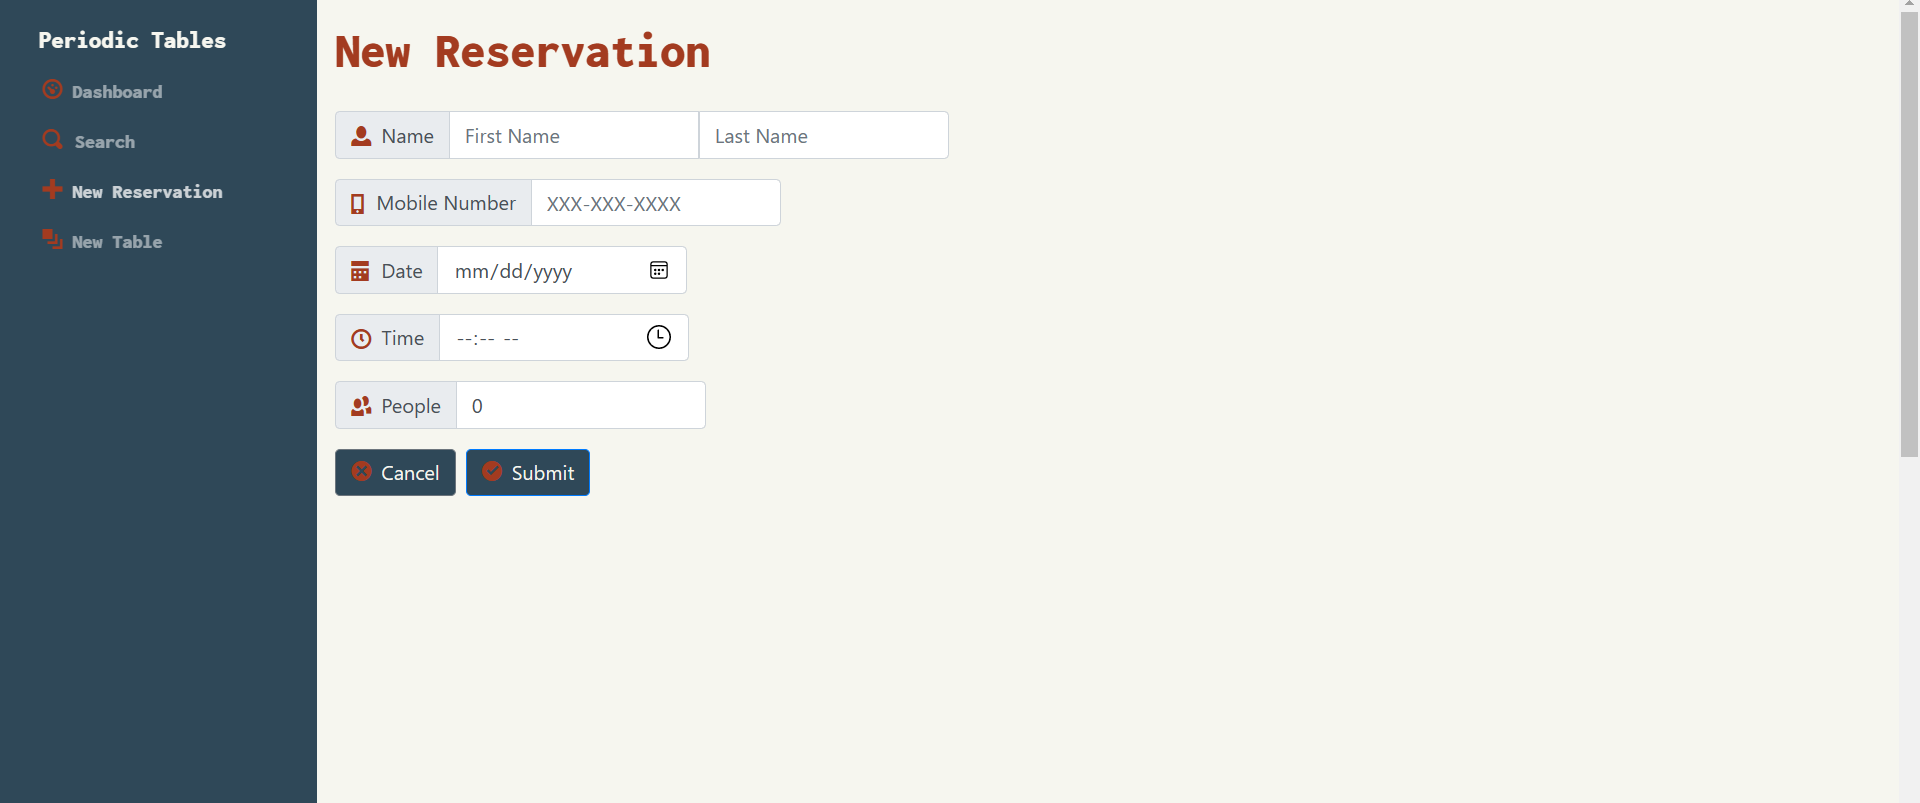 Periodic Tables
Dashboard
Search
New Reservation
New Table
New Reservation
Name First Name Last Name
Mobile Number XXX-XXX-XXXX
Date mm/dd/yyyy
Time --:-- --
People 0
Cancel Submit